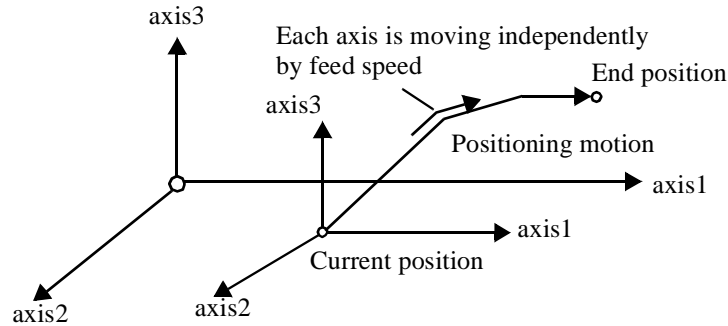 axis3
Each axis is moving independently
by feed speed
End position
axis3
Positioning motion
axis1
axis1
Current position
axis2
axis2